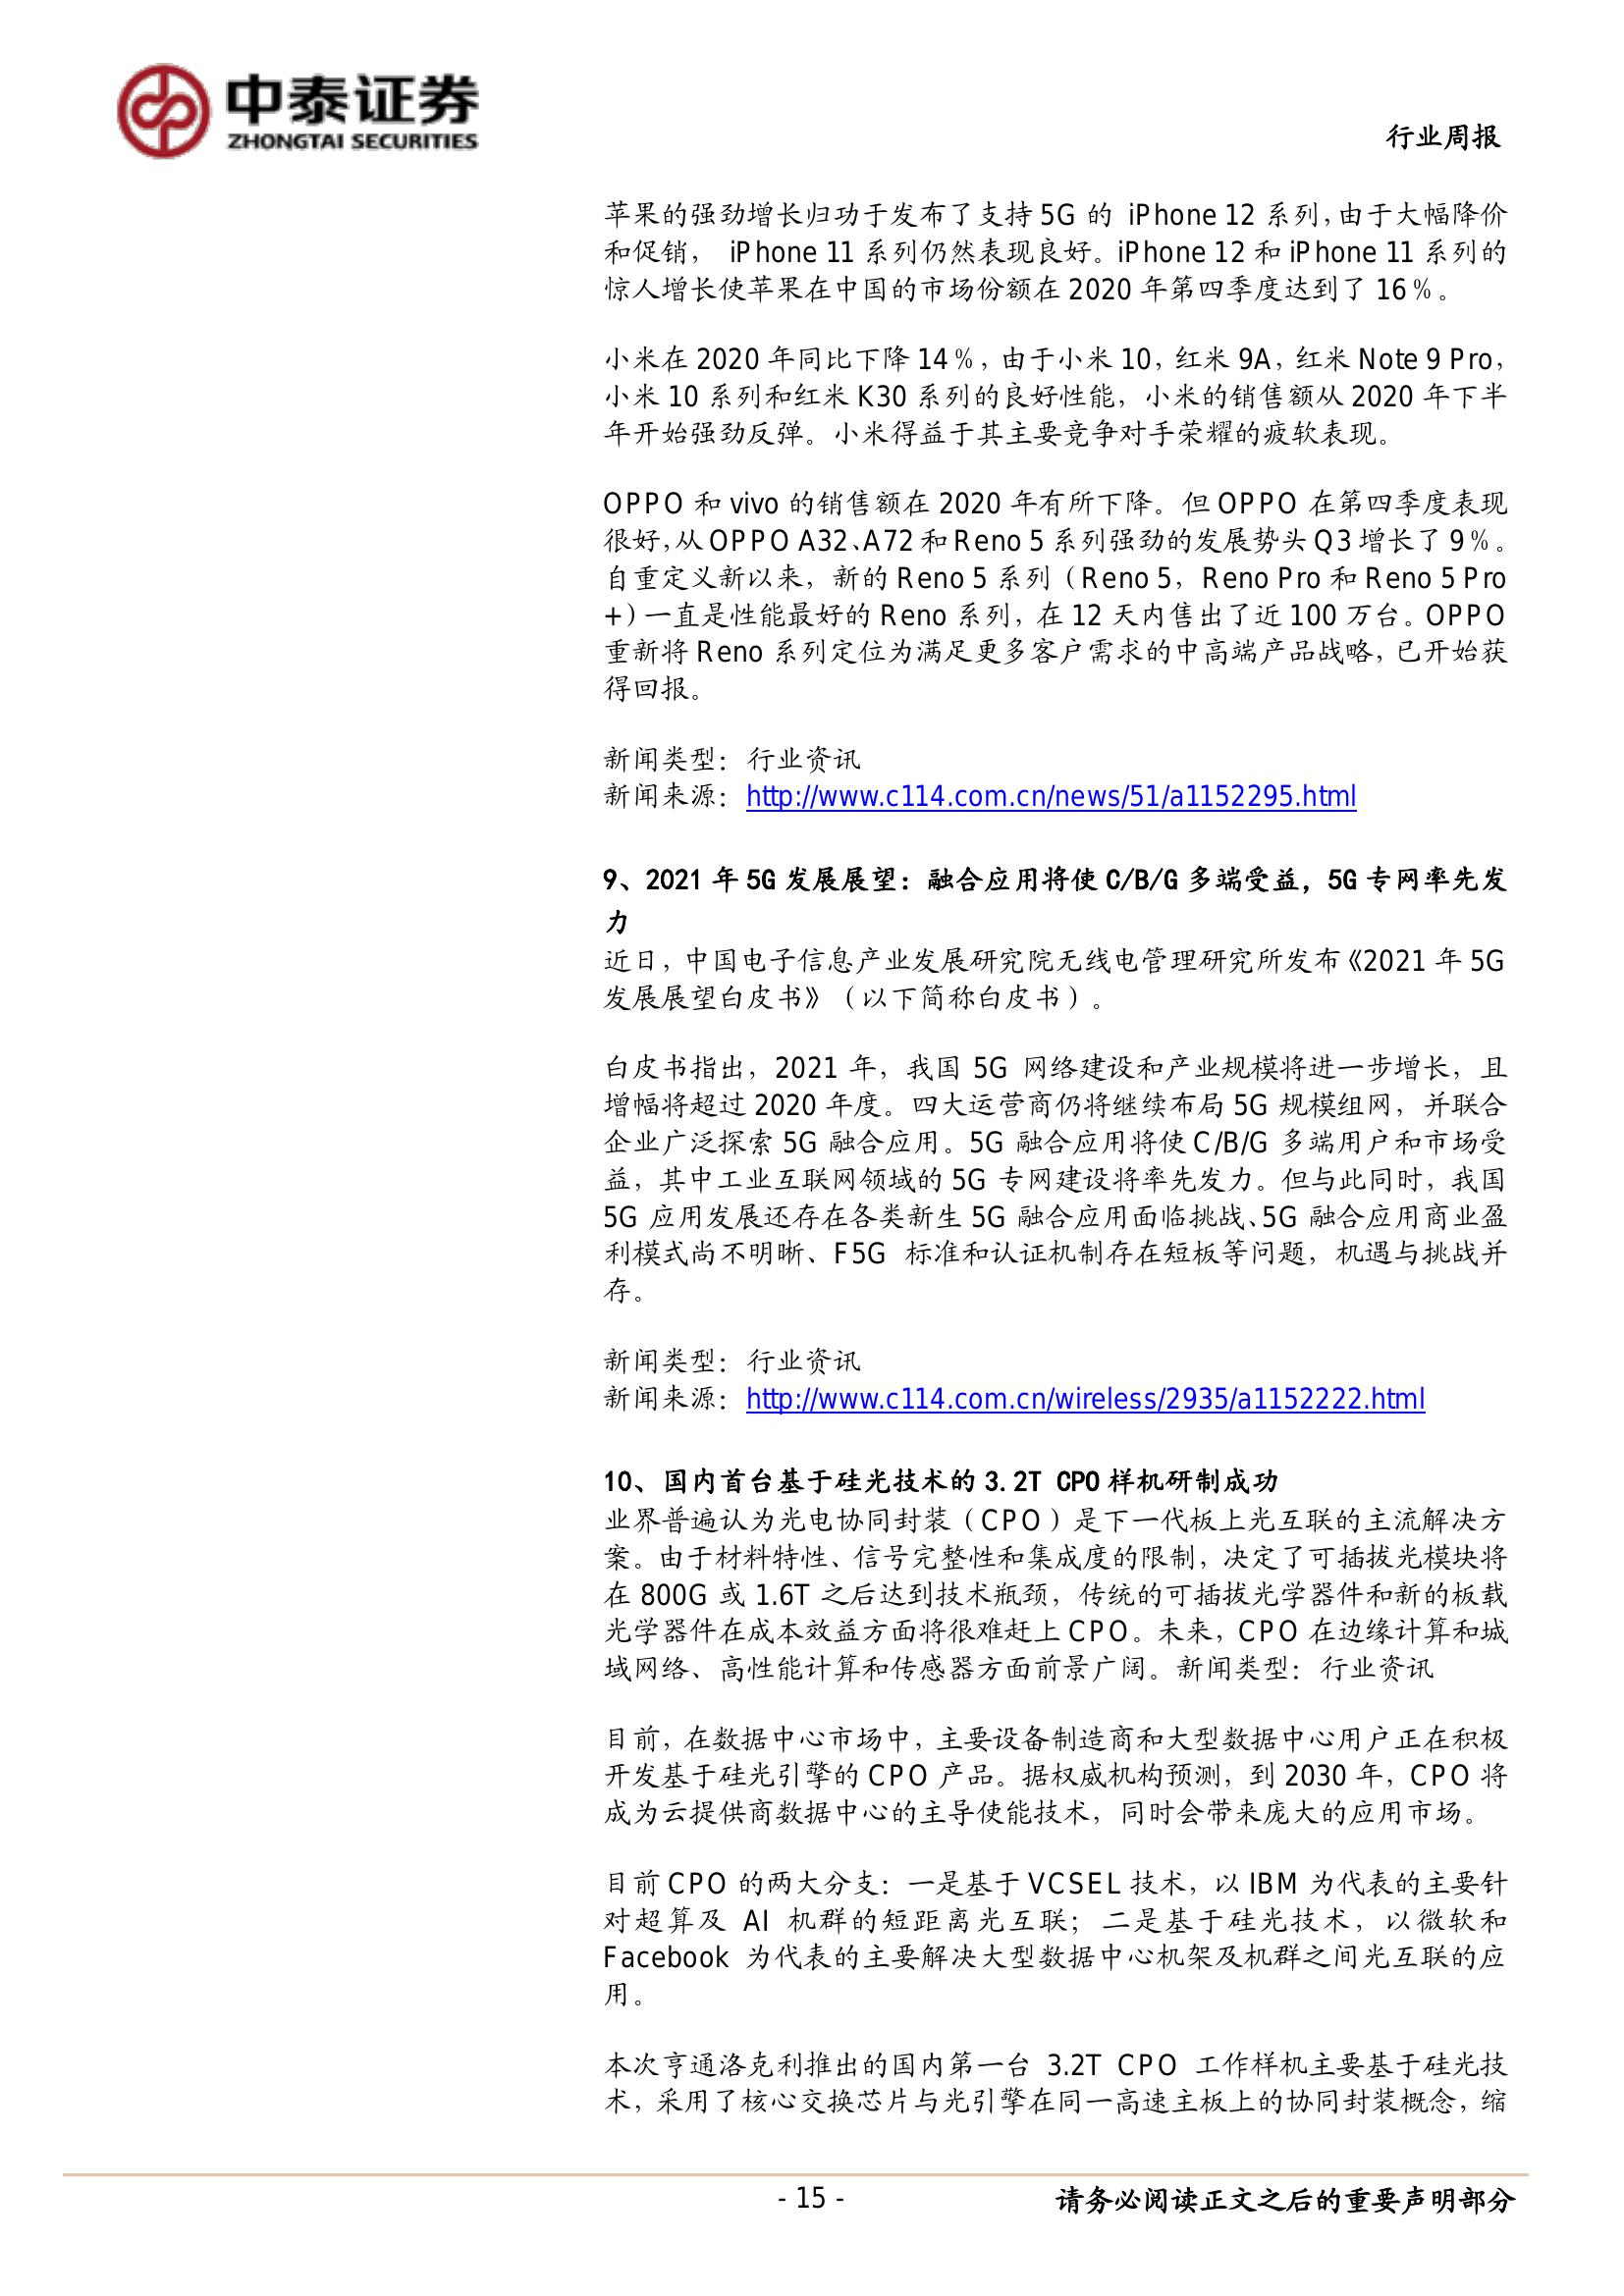 中泰证券
ZHONGTAI SECURITIES
行业周报
苹果的强劲增长归功于发布了支持 5G 的 iPhone 12 系列，由于大幅降价
和促销， iPhone 11 系列仍然表现良好。iPhone 12 和 iPhone 11 系列的
惊人增长使苹果在中国的市场份额在 2020 年第四季度达到了 16％。
小米在 2020 年同比下降 14％，由于小米 10，红米 9A，红米 Note 9 Pro，
小米 10 系列和红米 K30 系列的良好性能，小米的销售额从 2020 年下半
年开始强劲反弹。小米得益于其主要竞争对手荣耀的疲软表现。
OPPO 和 vivo 的销售额在 2020 年有所下降。但 OPPO 在第四季度表现
很好，从 OPPO A32、A72 和 Reno 5 系列强劲的发展势头 Q3 增长了 9％。
自重定义新以来，新的 Reno 5 系列（Reno 5，Reno Pro 和 Reno 5 Pro
+）一直是性能最好的 Reno 系列，在 12 天内售出了近 100 万台。OPPO
重新将 Reno 系列定位为满足更多客户需求的中高端产品战略，已开始获
得回报。
新闻类型：行业资讯
新闻来源：http://www.c114.com.cn/news/51/a1152295.html
9、2021 年 5G 发展展望：融合应用将使 C/B/G 多端受益，5G 专网率先发
力
近日，中国电子信息产业发展研究院无线电管理研究所发布《2021 年 5G
发展展望白皮书》（以下简称白皮书）。
白皮书指出，2021 年，我国 5G 网络建设和产业规模将进一步增长，且
增幅将超过 2020 年度。四大运营商仍将继续布局 5G 规模组网，并联合
企业广泛探索 5G 融合应用。5G 融合应用将使 C/B/G 多端用户和市场受
益，其中工业互联网领域的 5G 专网建设将率先发力。但与此同时，我国
5G 应用发展还存在各类新生 5G 融合应用面临挑战、5G 融合应用商业盈
利模式尚不明晰、F5G 标准和认证机制存在短板等问题，机遇与挑战并
存。
新闻类型：行业资讯
新闻来源：http://www.c114.com.cn/wireless/2935/a1152222.html
10、国内首台基于硅光技术的 3.2T CPO 样机研制成功
业界普遍认为光电协同封装（CPO）是下一代板上光互联的主流解决方
案。由于材料特性、信号完整性和集成度的限制，决定了可插拔光模块将
在 800G 或 1.6T 之后达到技术瓶颈，传统的可插拔光学器件和新的板载
光学器件在成本效益方面将很难赶上 CPO。未来，CPO 在边缘计算和城
域网络、高性能计算和传感器方面前景广阔。新闻类型：行业资讯
目前，在数据中心市场中，主要设备制造商和大型数据中心用户正在积极
开发基于硅光引擎的 CPO 产品。据权威机构预测，到 2030 年，CPO 将
成为云提供商数据中心的主导使能技术，同时会带来庞大的应用市场。
目前 CPO 的两大分支：一是基于 VCSEL 技术，以 IBM 为代表的主要针
对超算及 AI 机群的短距离光互联；二是基于硅光技术，以微软和
Facebook 为代表的主要解决大型数据中心机架及机群之间光互联的应
用。
本次亨通洛克利推出的国内第一台 3.2T CPO 工作样机主要基于硅光技
术，采用了核心交换芯片与光引擎在同一高速主板上的协同封装概念，缩
- 15 -
请务必阅读正文之后的重要声明部分